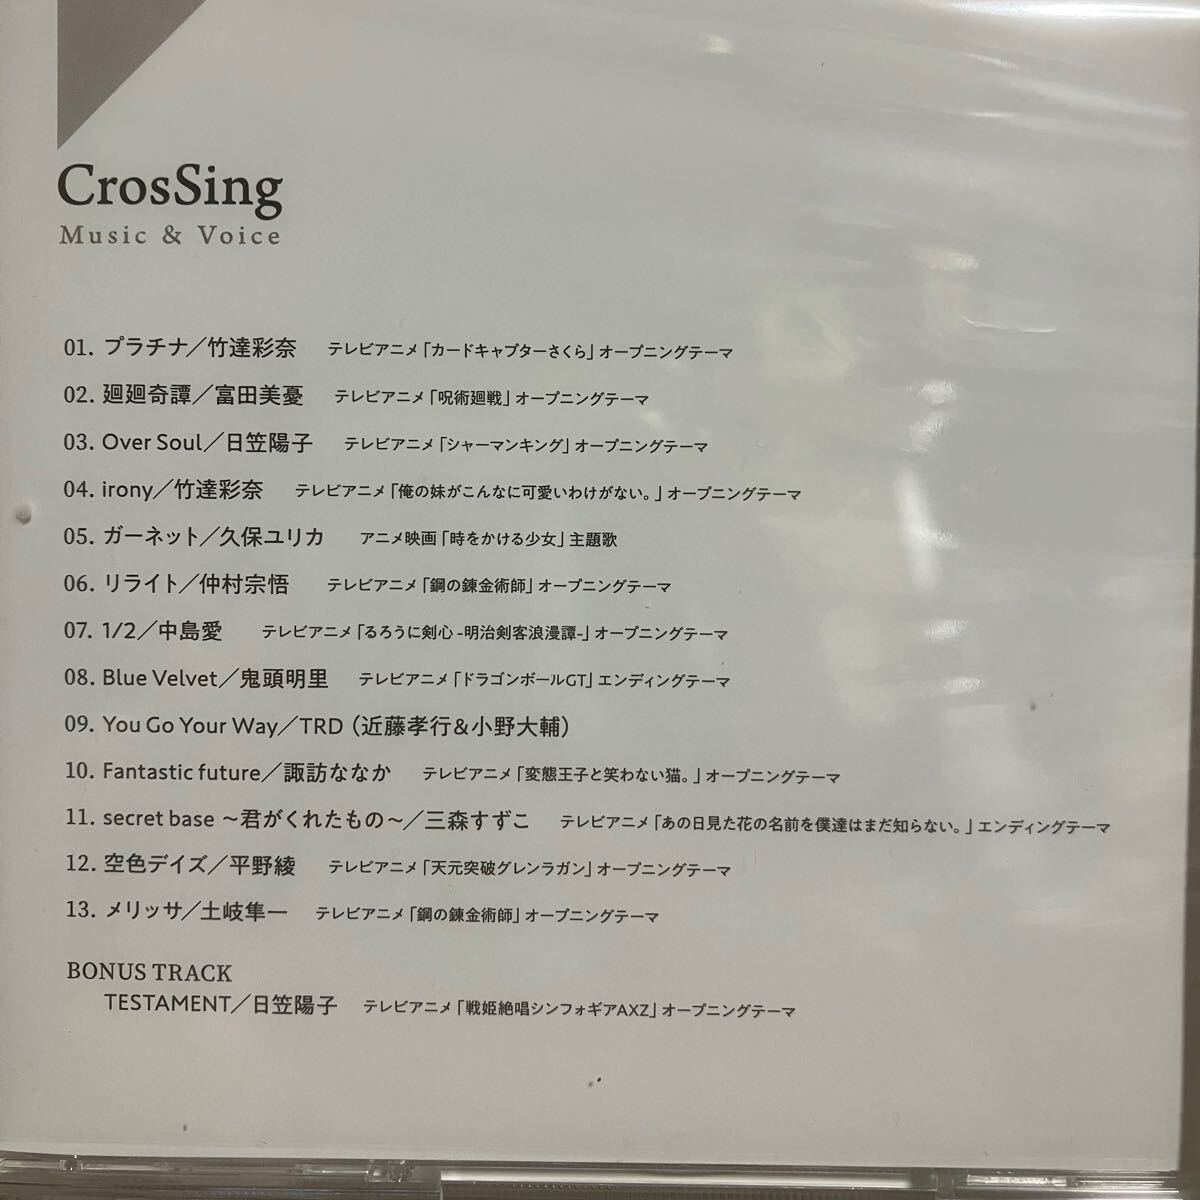 CrosSing
Music & Voice
01. プラチナ／竹達彩奈 テレビアニメ「カードキャプターさくら」オープニングテーマ
02. 廻廻奇譚／富田美憂 テレビアニメ「呪術廻戦」オープニングテーマ
03. Over Soul／日笠陽子 テレビアニメ「シャーマンキング」オープニングテーマ
04. irony／竹達彩奈 テレビアニメ「俺の妹がこんなに可愛いわけがない。」オープニングテーマ
05. ガーネット／久保ユリカ アニメ映画「時をかける少女」主題歌
06. リライト／仲村宗悟 テレビアニメ「鋼の錬金術師」オープニングテーマ
07. 1/2／中島愛 テレビアニメ「るろうに剣心 -明治剣客浪漫譚-」オープニングテーマ
08. Blue Velvet／鬼頭明里 テレビアニメ「ドラゴンボールGT」エンディングテーマ
09. You Go Your Way／TRD（近藤孝行&小野大輔）
10. Fantastic future／諏訪ななか テレビアニメ「変態王子と笑わない猫。」オープニングテーマ
11. secret base ～君がくれたもの～／三森すずこ テレビアニメ「あの日見た花の名前を僕達はまだ知らない。」エンディングテーマ
12. 空色デイズ／平野綾 テレビアニメ「天元突破グレンラガン」オープニングテーマ
13. メリッサ／土岐隼一 テレビアニメ「鋼の錬金術師」オープニングテーマ
BONUS TRACK
TESTAMENT／日笠陽子 テレビアニメ「戦姫絶唱シンフォギアAXZ」オープニングテーマ